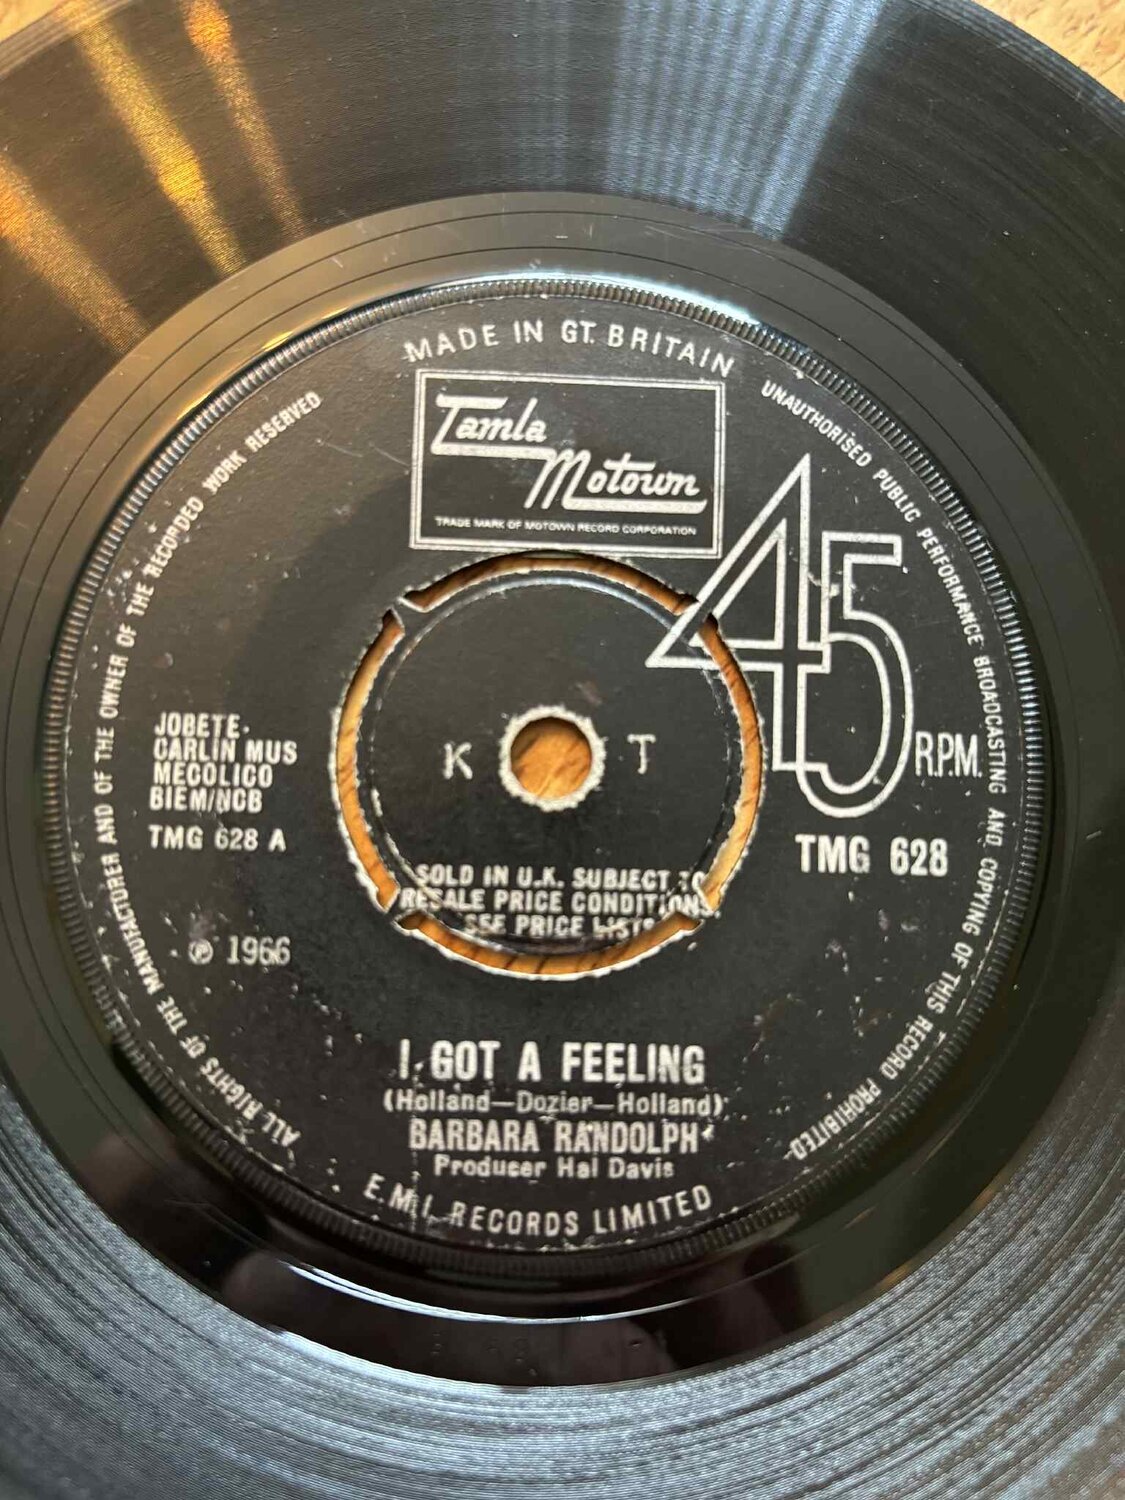 MADE IN GT. BRITAIN
Tamla
Motown
TRADE MARK OF MOTOWN RECORD CORPORATION
UNAUTHORISED PUBLIC PERFORMANCE BROADCASTING AND COPYING OF THIS RECORD PROHIBITED
ALL RIGHTS OF THE MANUFACTURER AND OF THE OWNER OF THE RECORDED WORK RESERVED
45
R.P.M.
K T
JOBETE-
CARLIN MUS
MECOLICO
BIEM/NCB
TMG 628 A
TMG 628
SOLD IN U.K. SUBJECT TO
RESALE PRICE CONDITIONS,
SEE PRICE LISTS
℗ 1966
I GOT A FEELING
(Holland—Dozier—Holland)
BARBARA RANDOLPH
Producer Hal Davis
E.M.I. RECORDS LIMITED